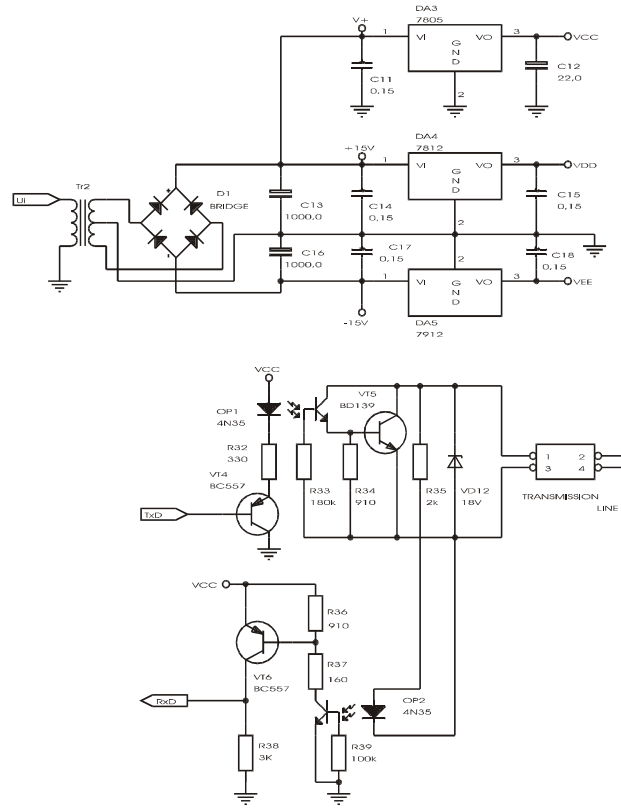 DA3
7805
V+
1
VI
GND
VO
3
VCC
C11
0,15
2
C12
22,0
DA4
7812
+15V
1
VI
GND
VO
3
VDD
Tr2
Ui
D1
BRIDGE
+
-
C13
1000,0
C14
0,15
C15
0,15
2
C16
1000,0
C17
0,15
2
C18
0,15
1
VI
GND
VO
3
VEE
-15V
DA5
7912
VCC
OP1
4N35
VT5
BD139
R32
330
VT4
BC557
R33
180k
R34
910
R35
2k
VD12
18V
1 2
3 4
TRANSMISSION
LINE
TxD
VCC
R36
910
VT6
BC557
R37
160
RxD
OP2
4N35
R38
3K
R39
100k